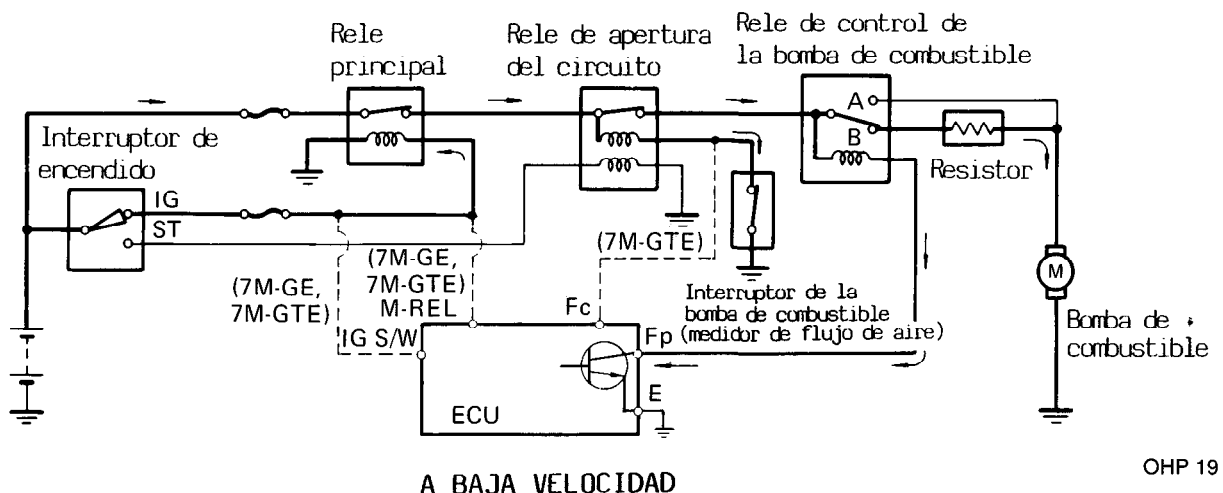 Rele
principal
Rele de apertura
del circuito
Rele de control de
la bomba de combustible
A
B
Interruptor de
encendido
IG
ST
Resistor
(7M-GE,
7M-GTE)
(7M-GE,
7M-GTE)
M-REL
(7M-GTE)
Fc
IG S/W
Interruptor de la
bomba de combustible
(medidor de flujo de aire)
Fp
E
ECU
M
Bomba de
combustible
A BAJA VELOCIDAD
OHP 19